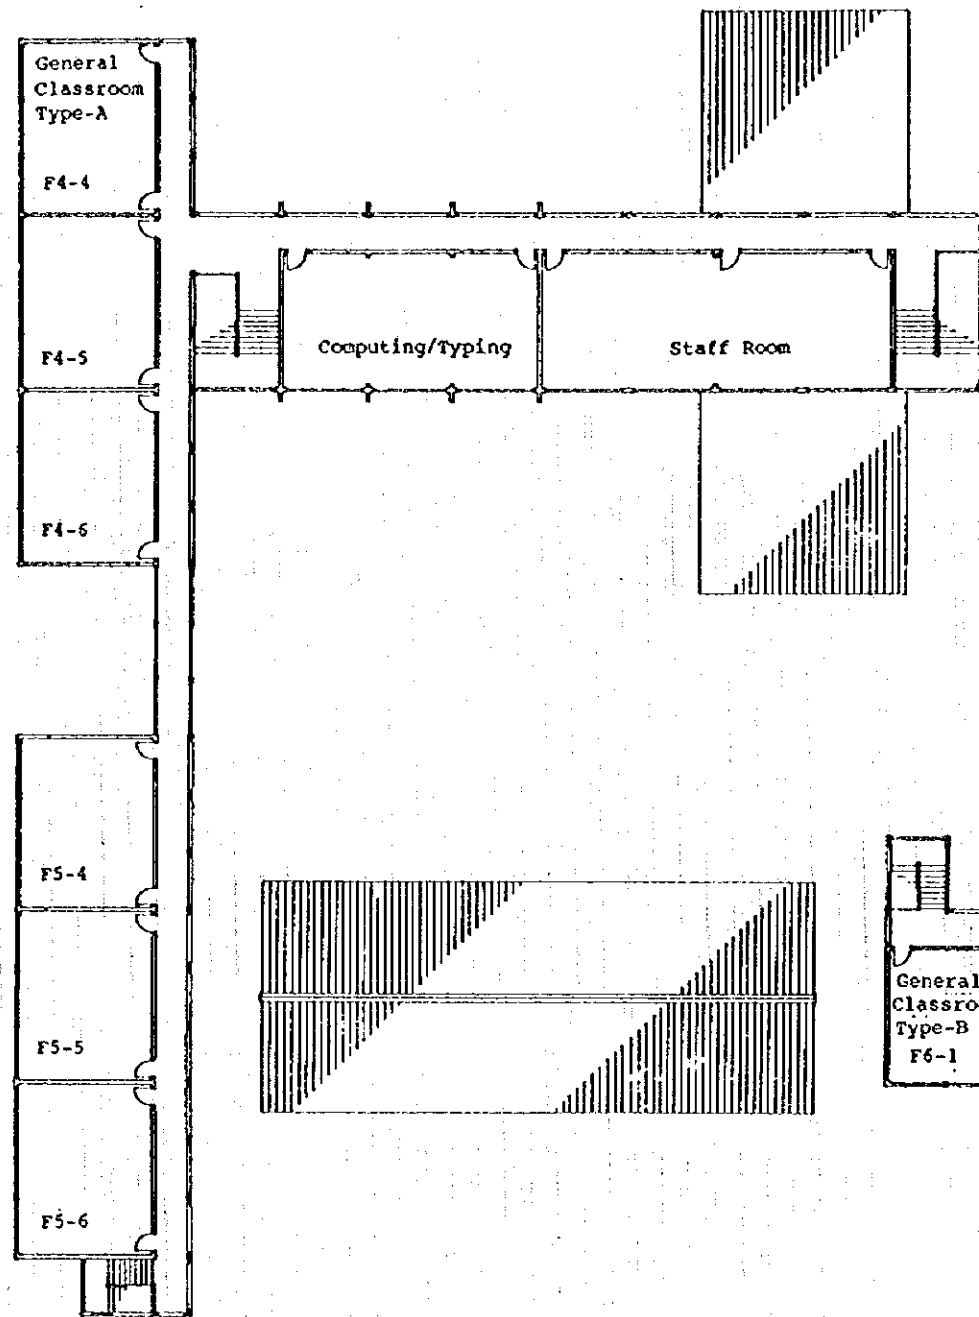 General
Classroom
Type-A
F4-4
F4-5
Computing/Typing
Staff Room
F4-6
F5-4
General
Classro
Type-B
F6-1
F5-5
F5-6